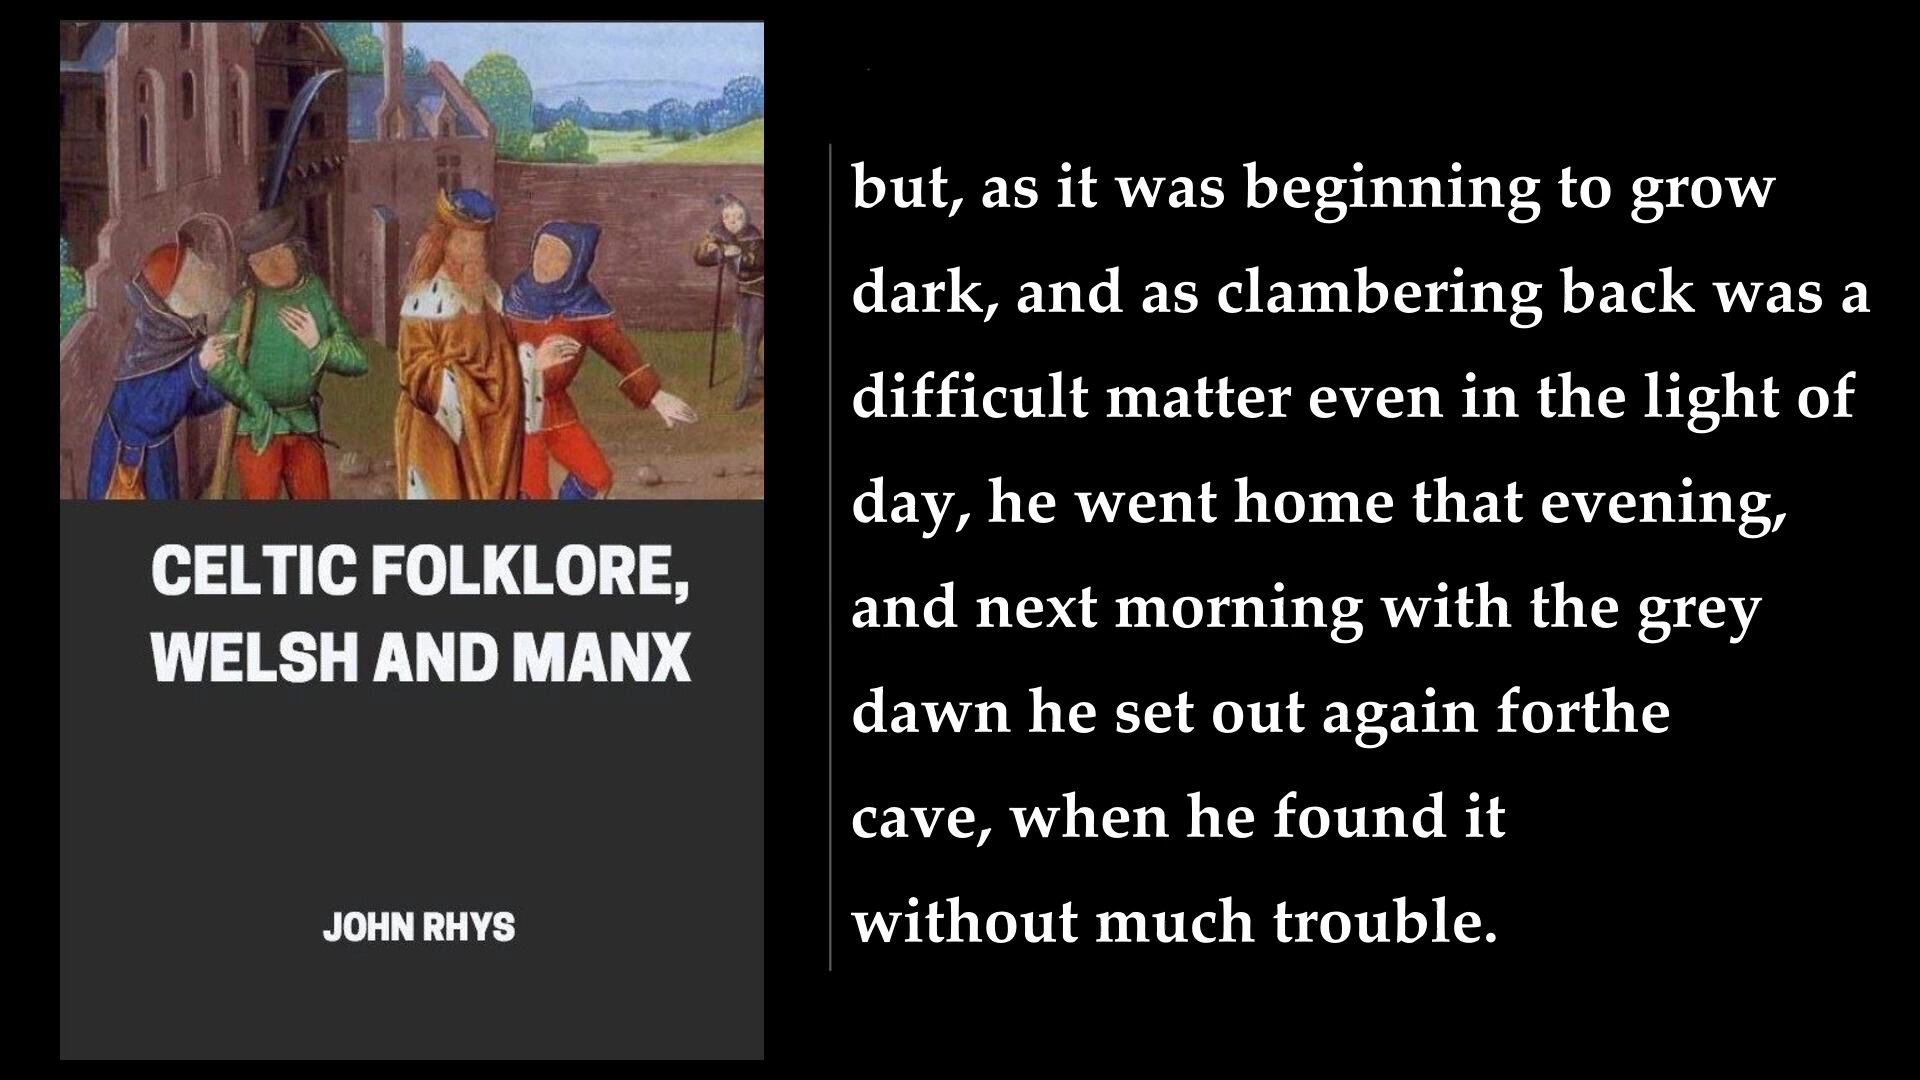 CELTIC FOLKLORE,
WELSH AND MANX
JOHN RHYS
but, as it was beginning to grow
dark, and as clambering back was a
difficult matter even in the light of
day, he went home that evening,
and next morning with the grey
dawn he set out again forthe
cave, when he found it
without much trouble.